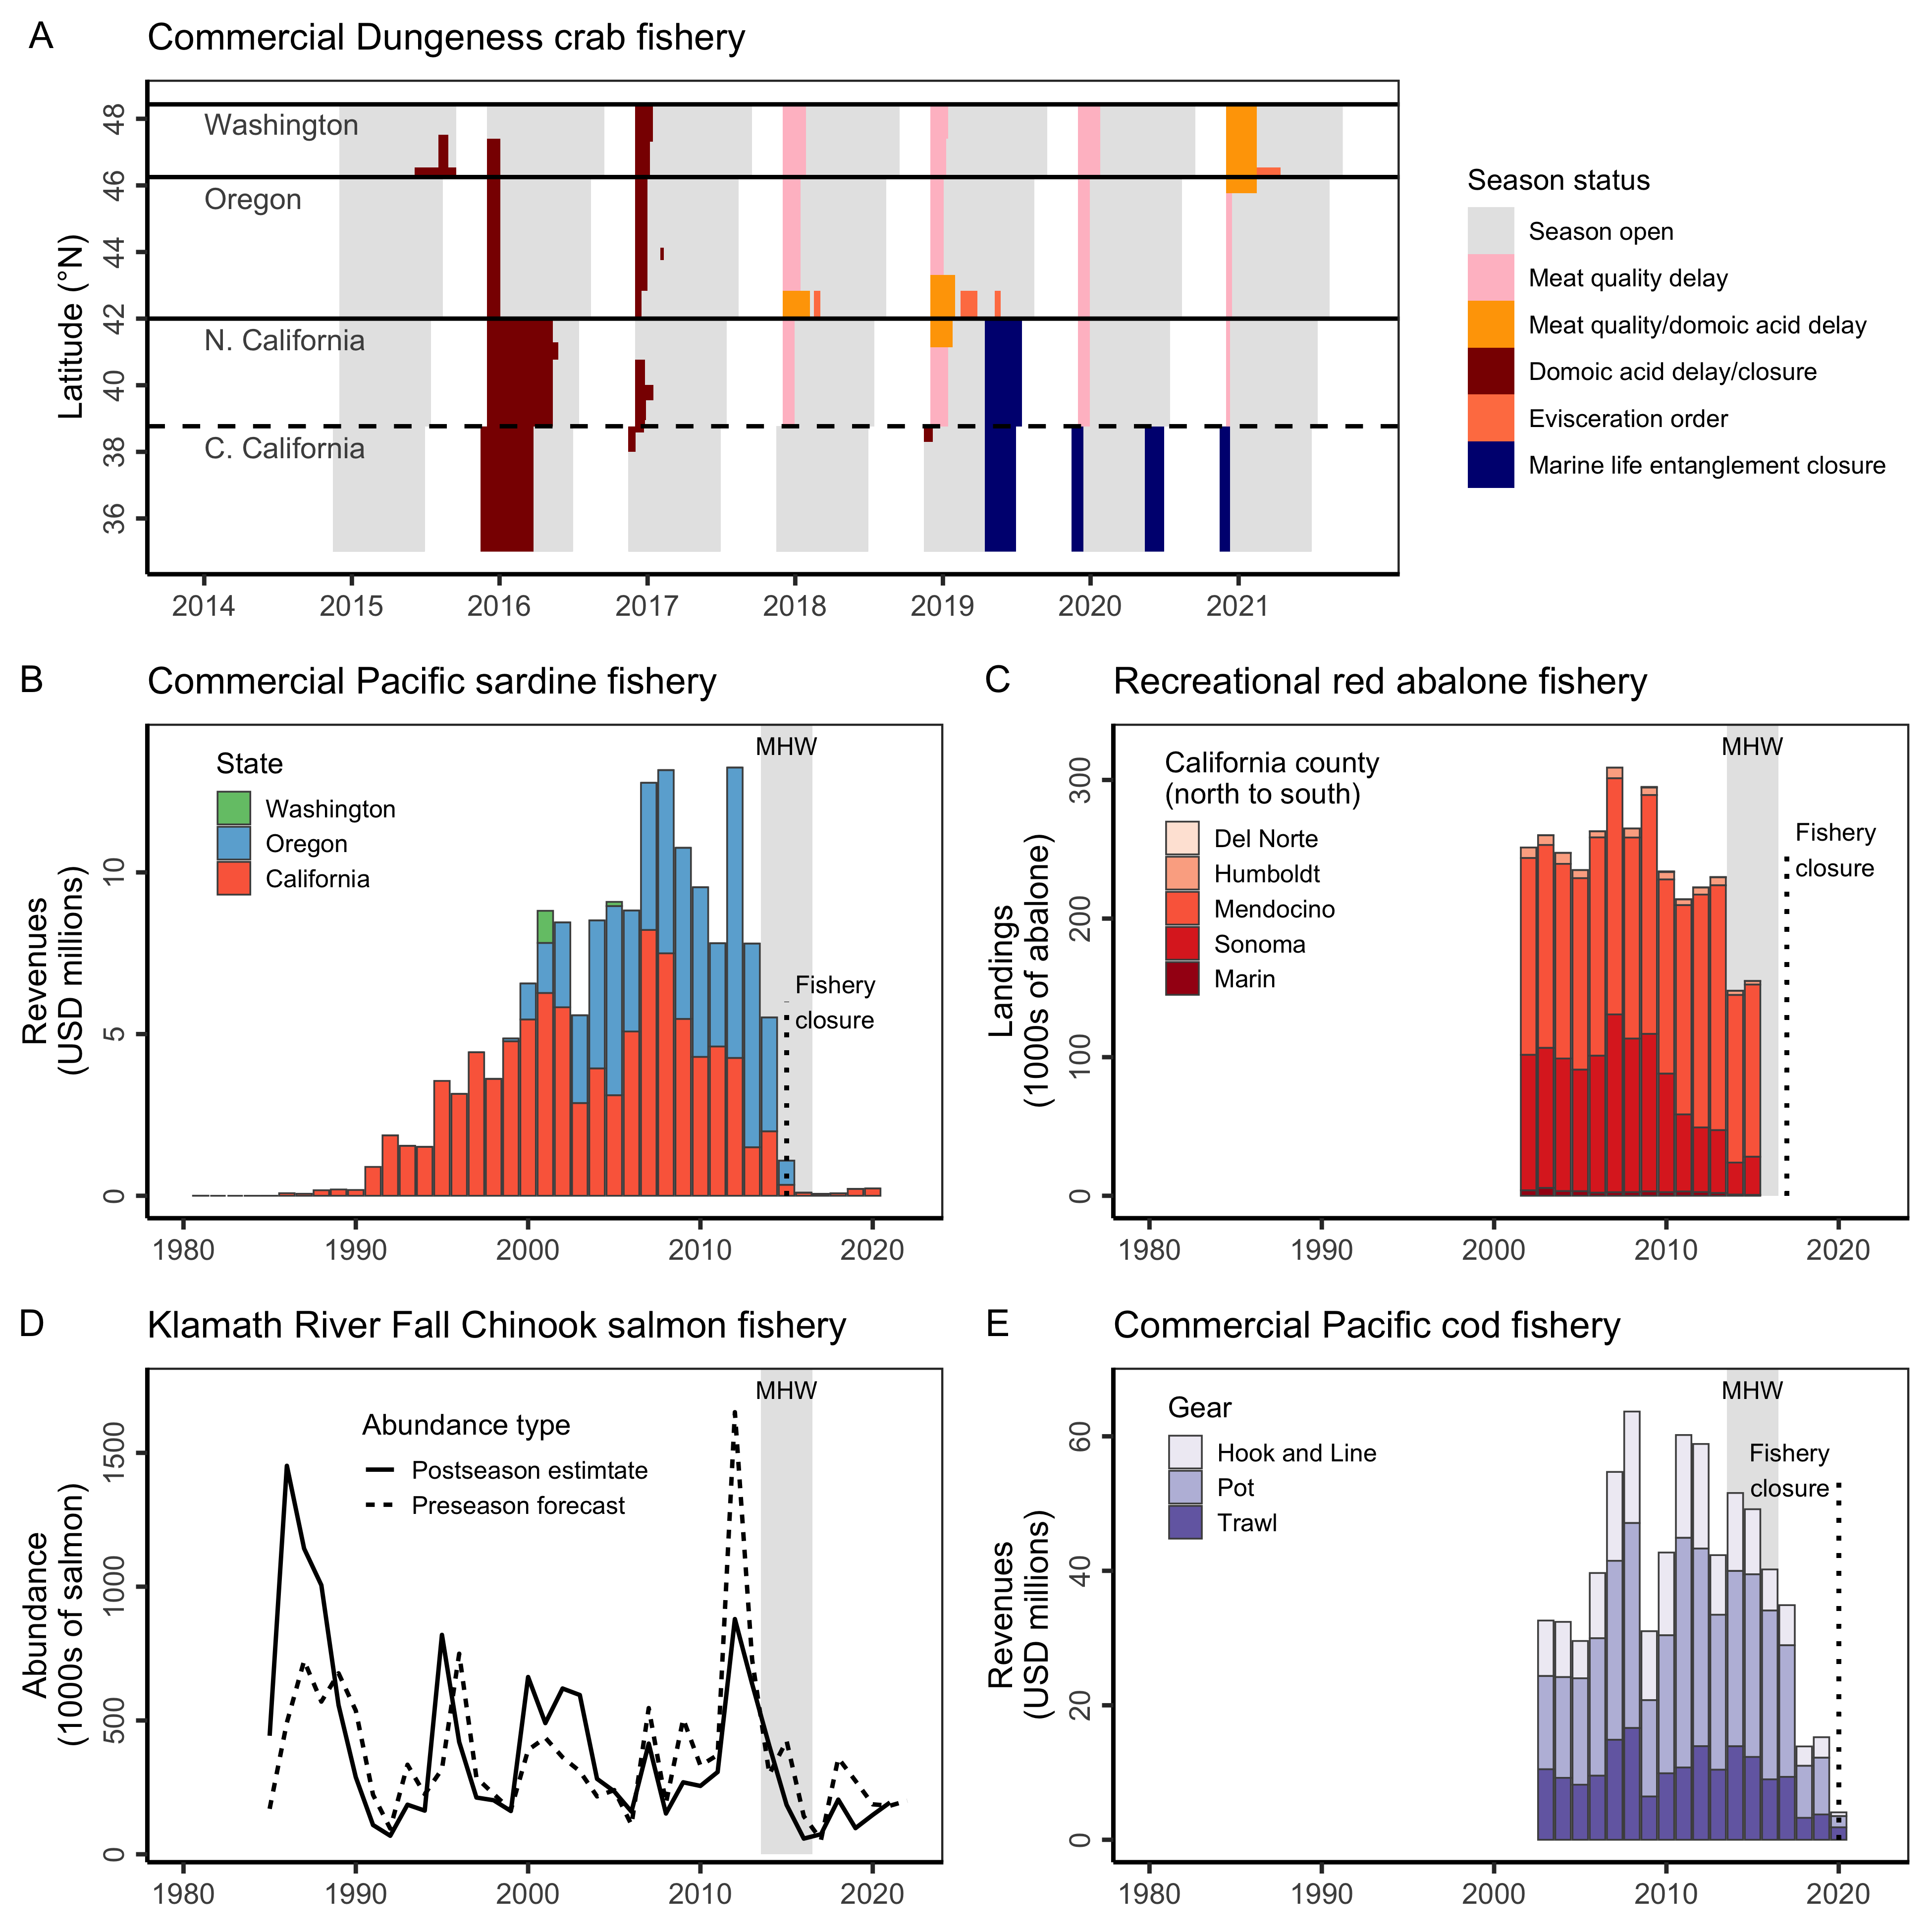 A
Commercial Dungeness crab fishery
Latitude (°N)
48
46
44
42
40
38
36
Washington
Oregon
N. California
C. California
2014 2015 2016 2017 2018 2019 2020 2021
Season status
Season open
Meat quality delay
Meat quality/domoic acid delay
Domoic acid delay/closure
Evisceration order
Marine life entanglement closure
B
Commercial Pacific sardine fishery
Revenues
(USD millions)
10
5
0
State
Washington
Oregon
California
MHW
Fishery
closure
1980 1990 2000 2010 2020
C
Recreational red abalone fishery
Landings
(1000s of abalone)
300
200
100
0
California county
(north to south)
Del Norte
Humboldt
Mendocino
Sonoma
Marin
MHW
Fishery
closure
1980 1990 2000 2010 2020
D
Klamath River Fall Chinook salmon fishery
Abundance
(1000s of salmon)
1500
1000
500
0
Abundance type
Postseason estimtate
Preseason forecast
MHW
1980 1990 2000 2010 2020
E
Commercial Pacific cod fishery
Revenues
(USD millions)
60
40
20
0
Gear
Hook and Line
Pot
Trawl
MHW
Fishery
closure
1980 1990 2000 2010 2020